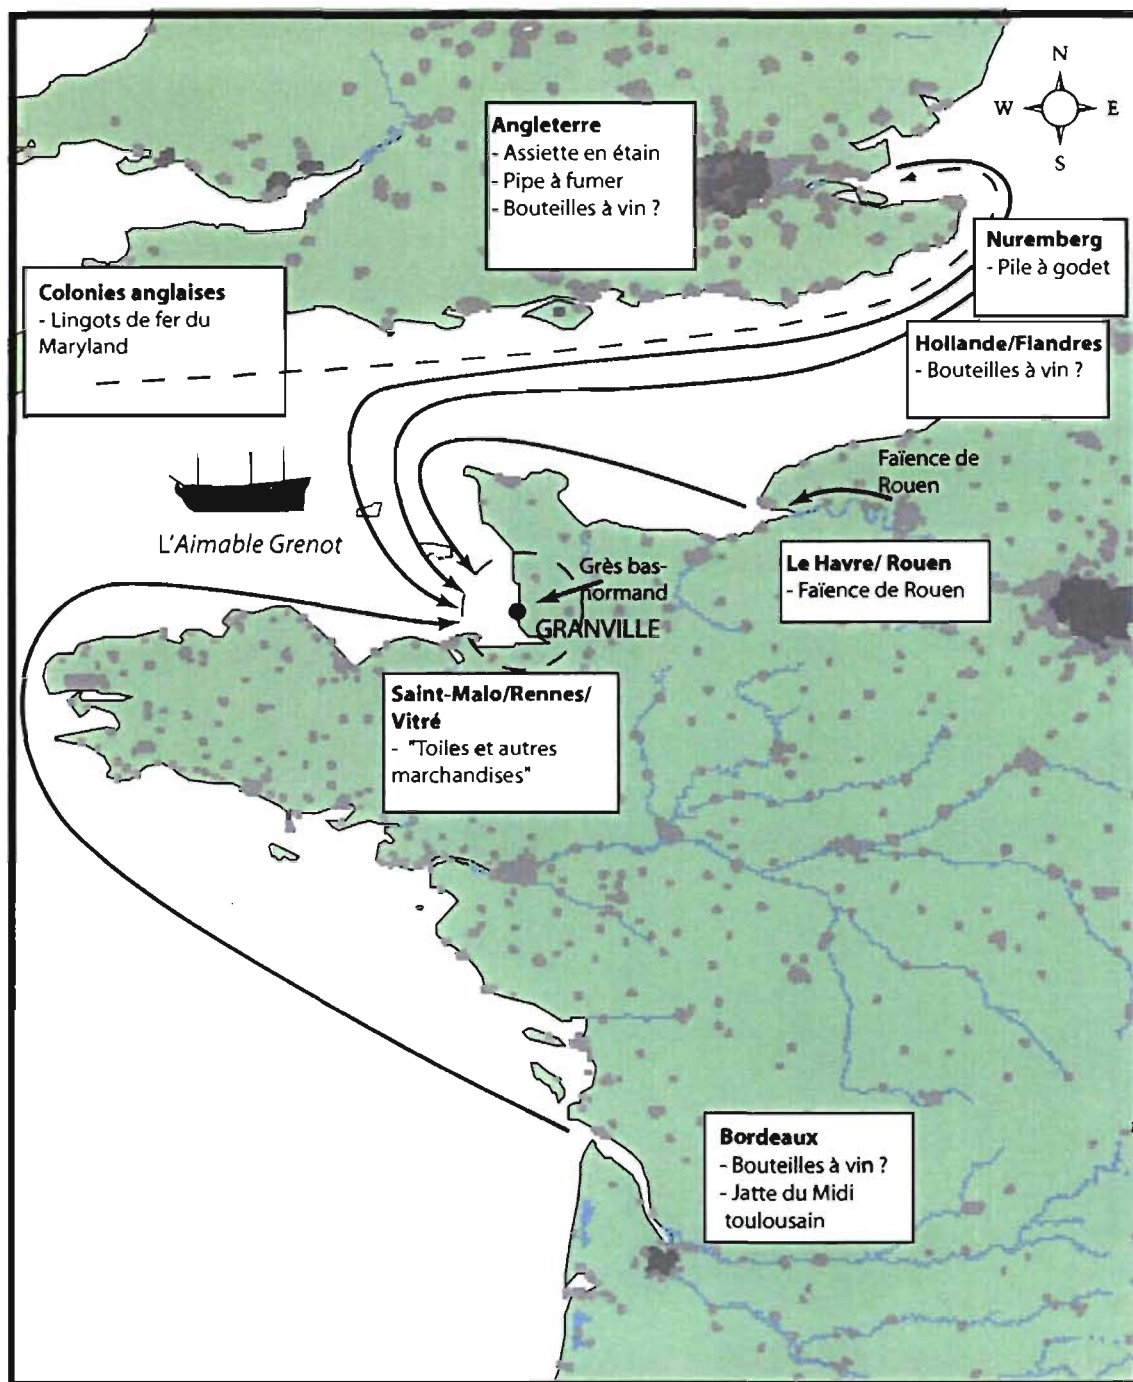 N
W E
S
Angleterre
- Assiette en étain
- Pipe à fumer
- Bouteilles à vin ?
Nuremberg
- Pile à godet
Colonies anglaises
- Lingots de fer du
Maryland
Hollande/Flandres
- Bouteilles à vin ?
Faïence de
Rouen
L'Aimable Grenot
Le Havre/ Rouen
- Faïence de Rouen
Grès bas-
normand
GRANVILLE
Saint-Malo/Rennes/
Vitré
- "Toiles et autres
marchandises"
Bordeaux
- Bouteilles à vin ?
- Jatte du Midi
toulousain